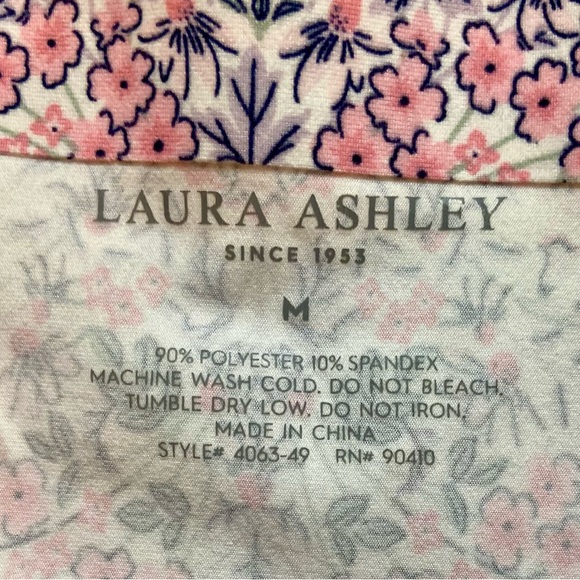 LAURA ASHLEY
SINCE 1953
M
90% POLYESTER 10% SPANDEX
MACHINE WASH COLD. DO NOT BLEACH.
TUMBLE DRY LOW. DO NOT IRON.
MADE IN CHINA
STYLE# 4063-49 RN# 90410